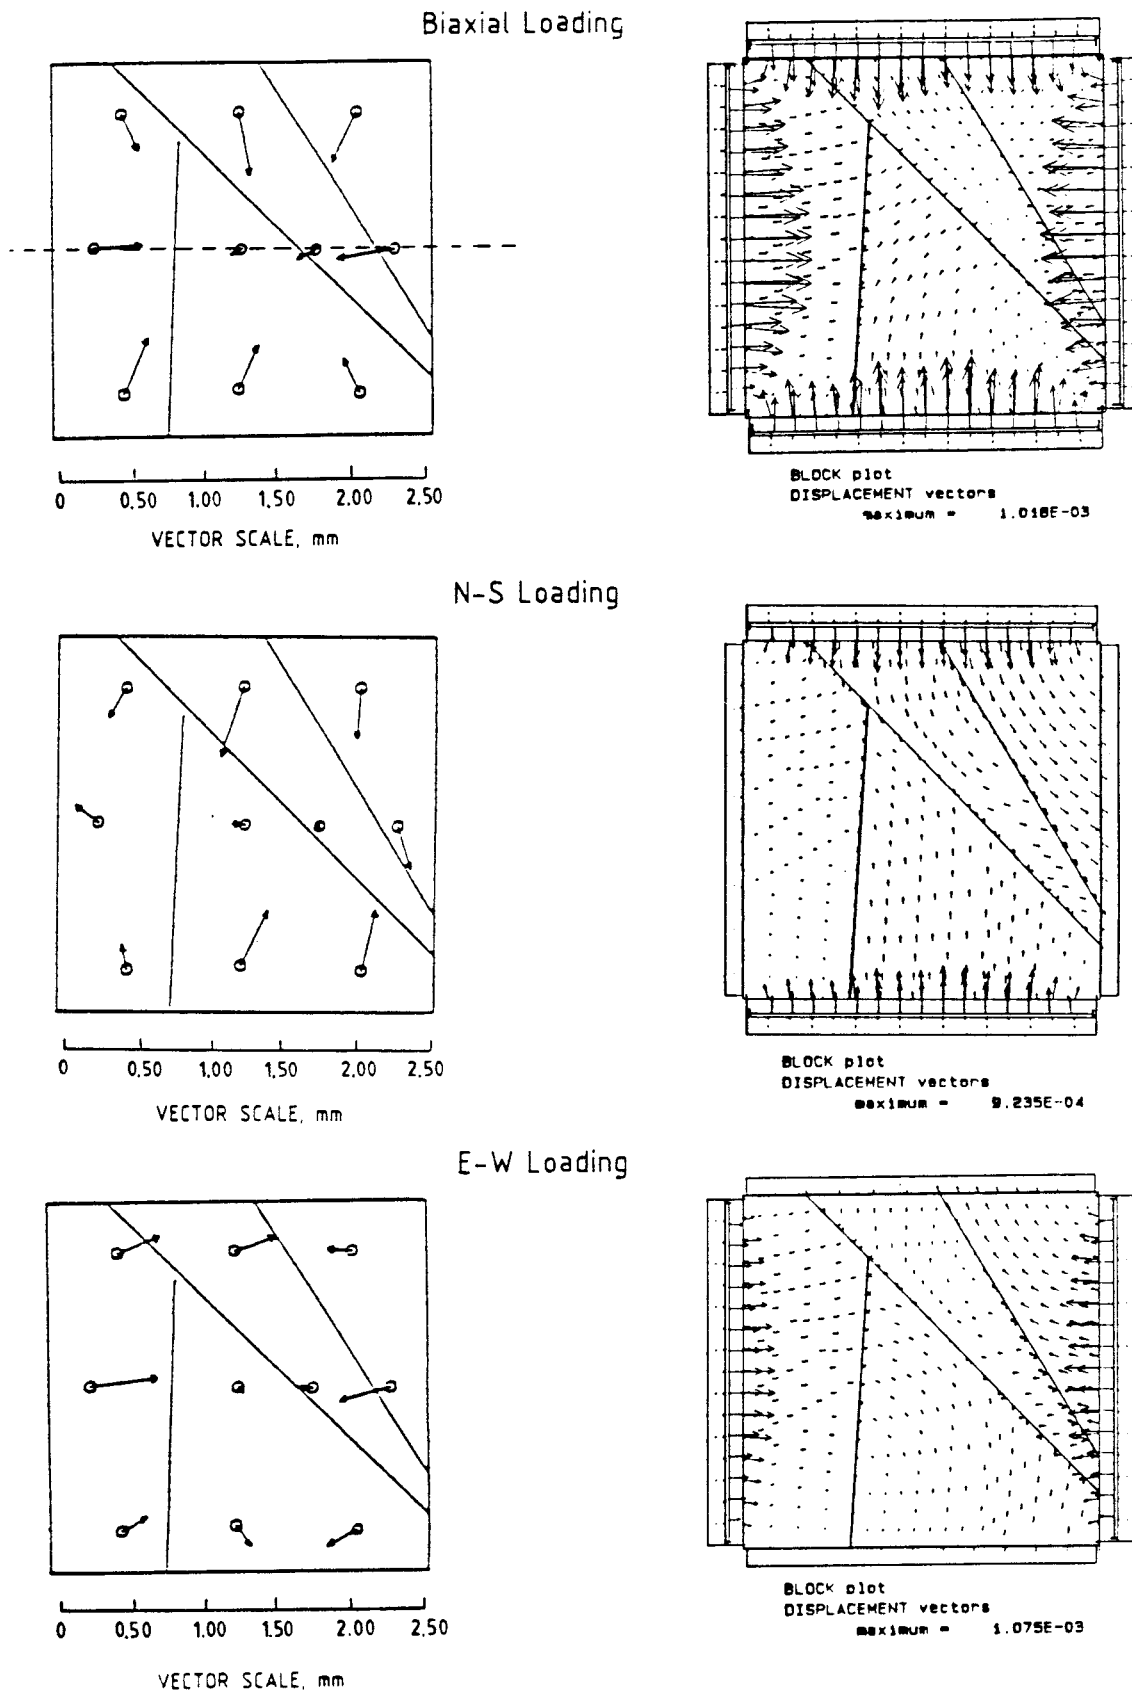 Biaxial Loading
0 0.50 1.00 1.50 2.00 2.50
VECTOR SCALE, mm
BLOCK plot
DISPLACEMENT vectors
maximum = 1.018E-03
N-S Loading
0 0.50 1.00 1.50 2.00 2.50
VECTOR SCALE, mm
BLOCK plot
DISPLACEMENT vectors
maximum = 9.235E-04
E-W Loading
0 0.50 1.00 1.50 2.00 2.50
VECTOR SCALE, mm
BLOCK plot
DISPLACEMENT vectors
maximum = 1.075E-03